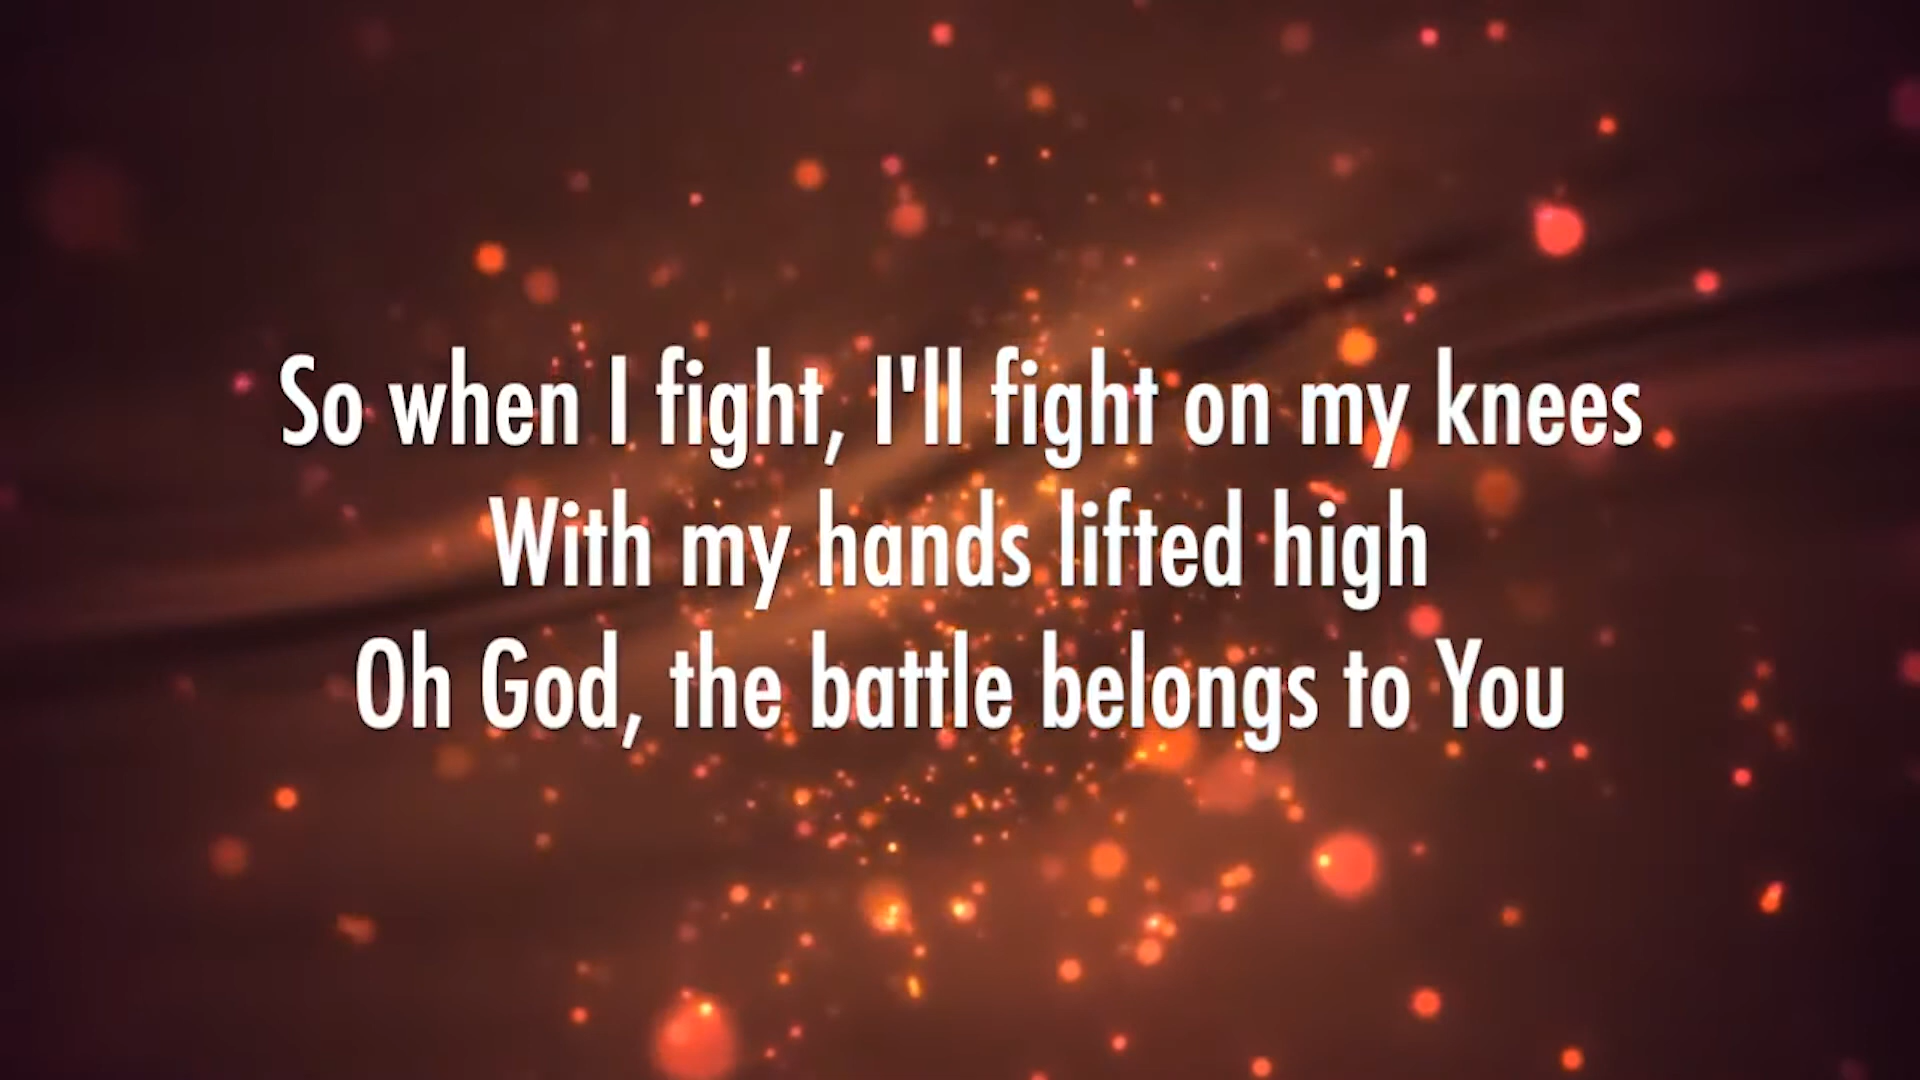 So when I fight, I'll fight on my knees
With my hands lifted high
Oh God, the battle belongs to You